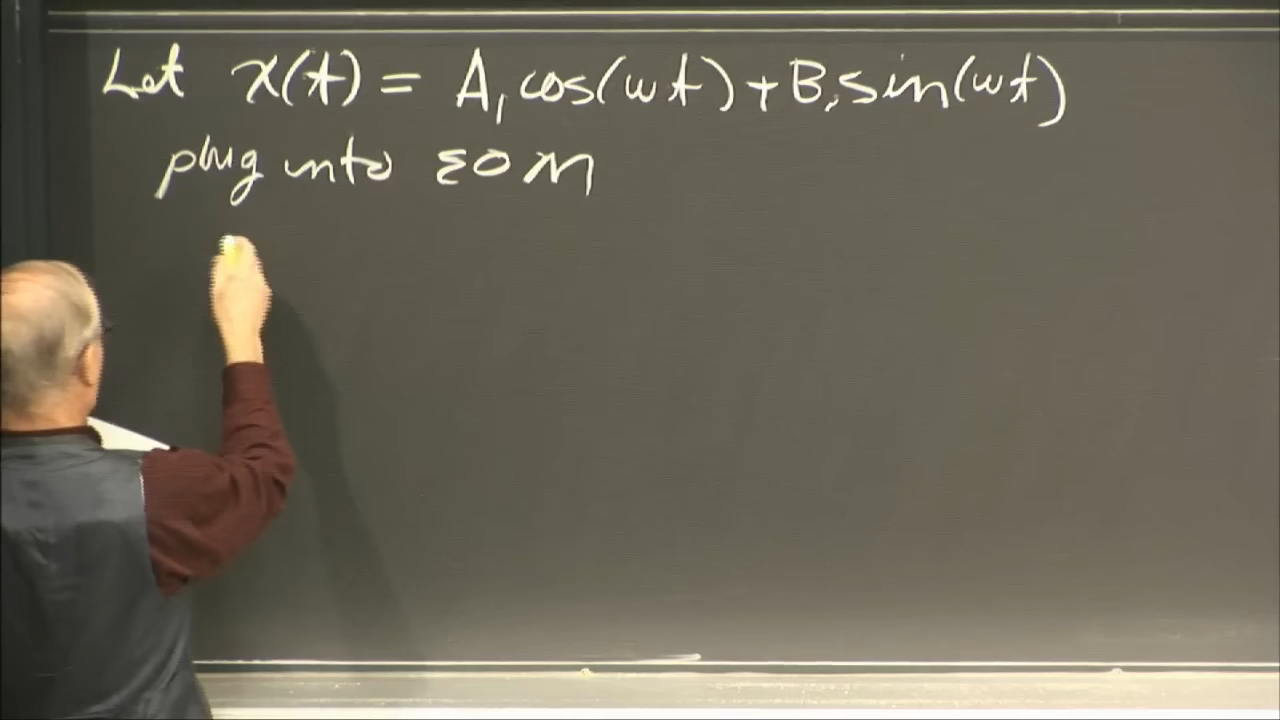 Let x(t) = A₁cos(ωt)+B₁sin(ωt)
plug into EOM